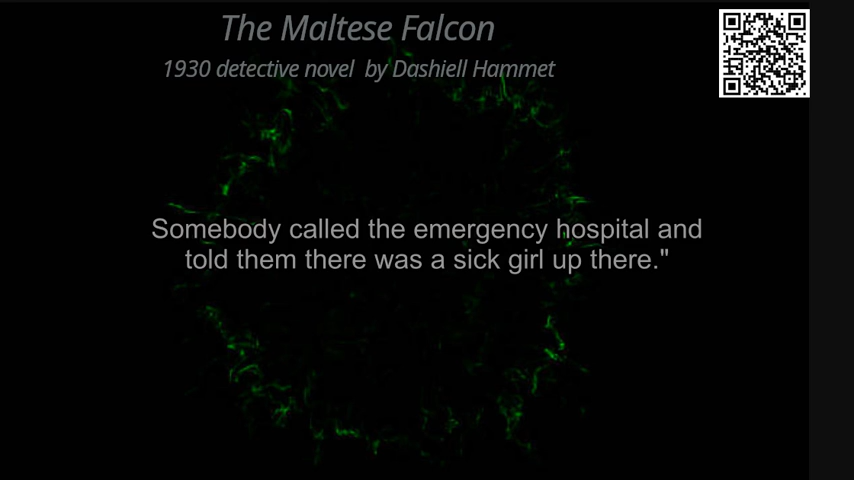 The Maltese Falcon
1930 detective novel by Dashiell Hammet
Somebody called the emergency hospital and
told them there was a sick girl up there."